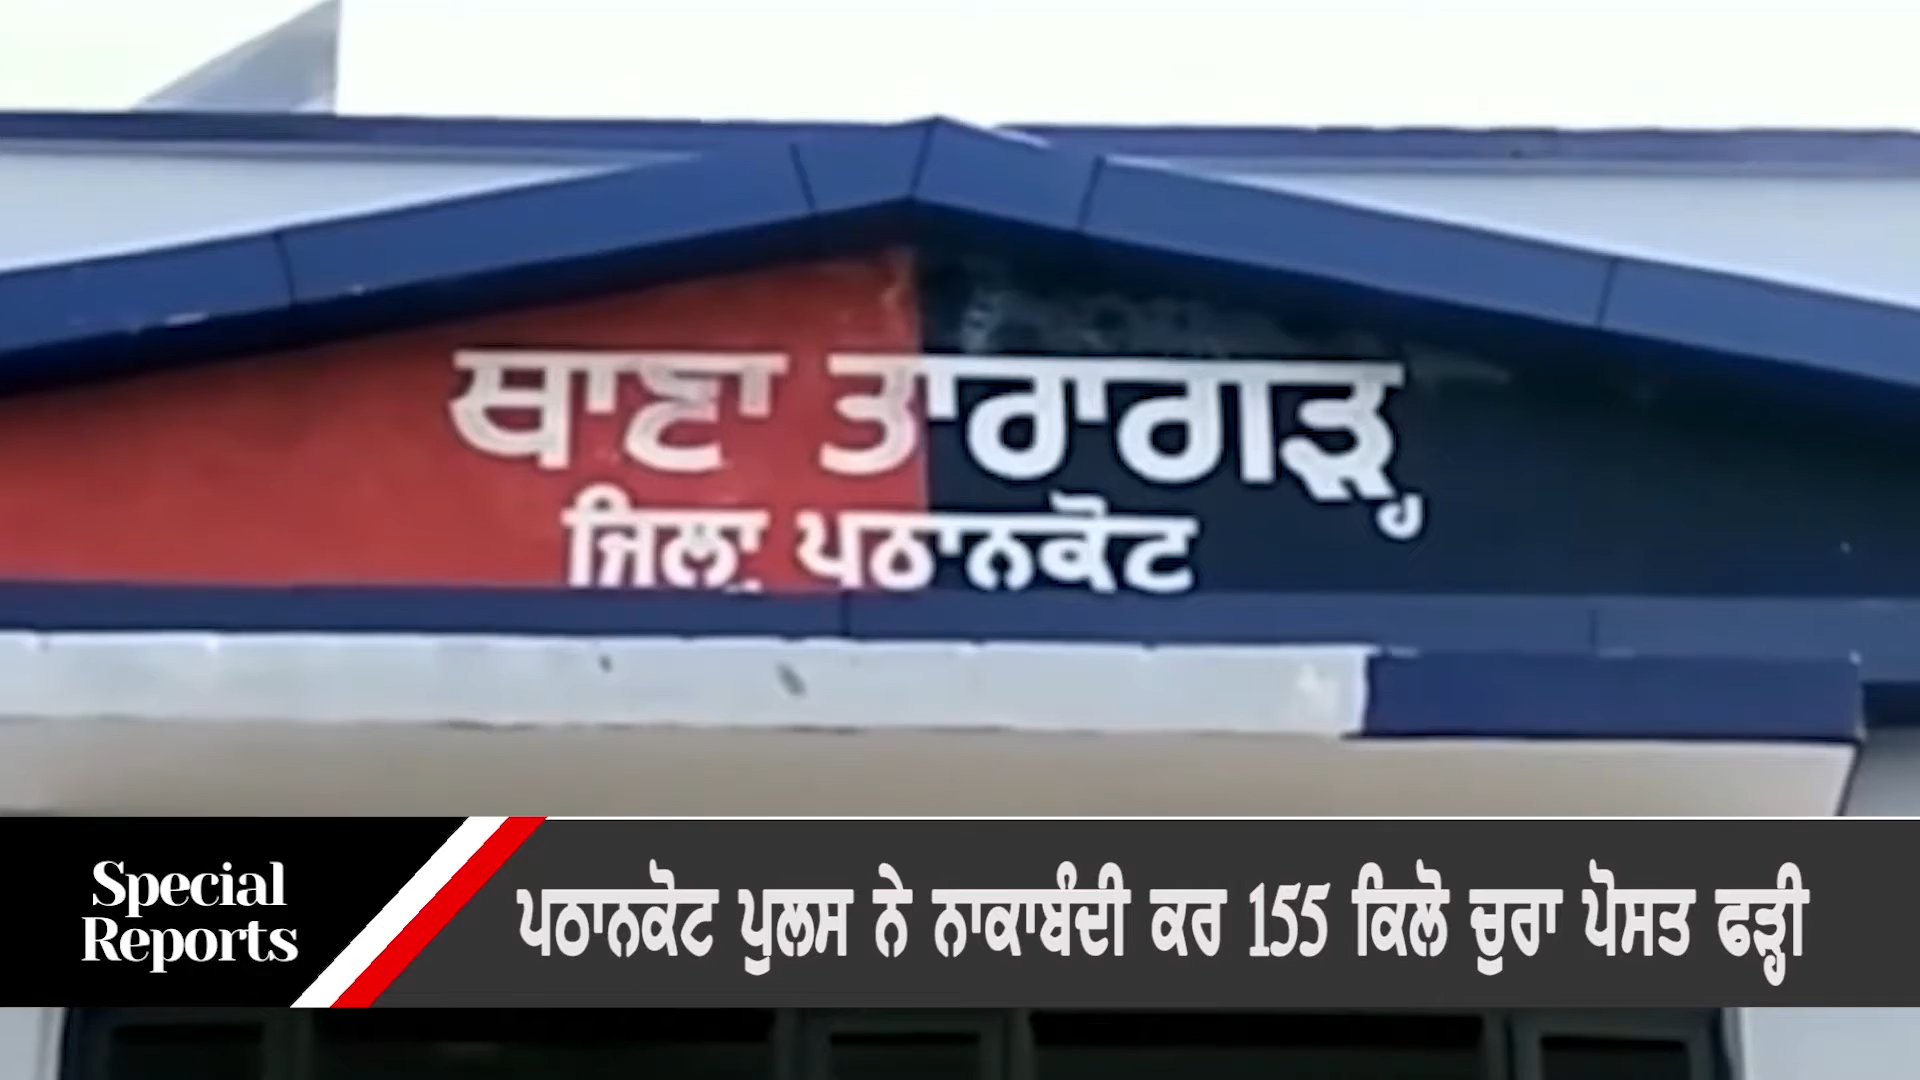 ਥਾਣਾ ਤਾਰਾਗੜ੍ਹ
ਜਿਲ੍ਹਾ ਪਠਾਨਕੋਟ
Special
Reports
ਪਠਾਨਕੋਟ ਪੁਲਸ ਨੇ ਨਾਕਾਬੰਦੀ ਕਰ 155 ਕਿਲੋ ਚੂਰਾ ਪੋਸਤ ਫੜ੍ਹੀ